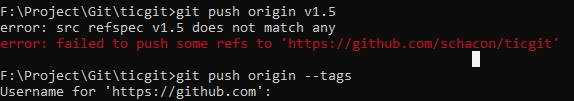 F:\Project\Git\ticgit>git push origin v1.5
error: src refspec v1.5 does not match any
error: failed to push some refs to 'https://github.com/schacon/ticgit'
F:\Project\Git\ticgit>git push origin --tags
Username for 'https://github.com':